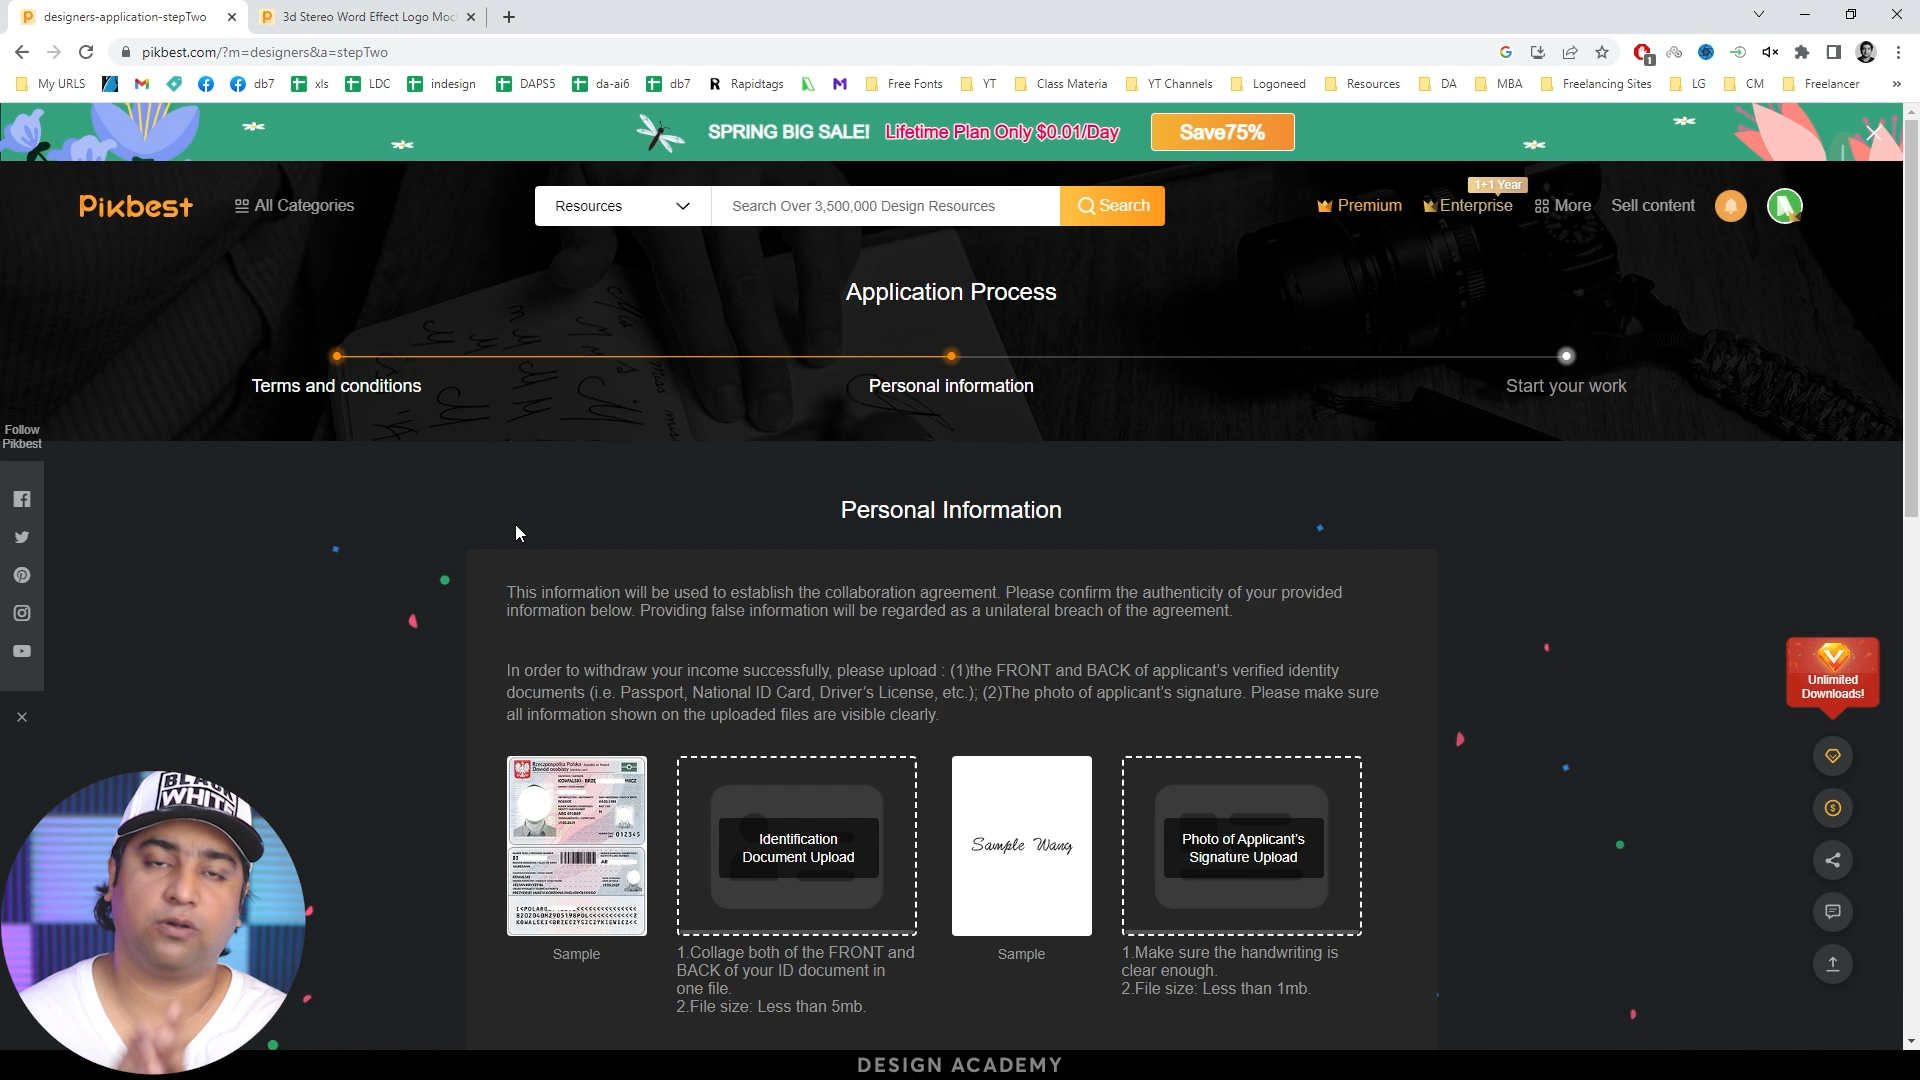 designers-application-stepTwo
3d Stereo Word Effect Logo Moc
pikbest.com/?m=designers&a=stepTwo
My URLS
db7
xls
LDC
indesign
DAPS5
da-ai6
db7
Rapidtags
Free Fonts
YT
Class Materia
YT Channels
Logoneed
Resources
DA
MBA
Freelancing Sites
LG
CM
Freelancer
SPRING BIG SALE! Lifetime Plan Only $0.01/Day
Save75%
Pikbest
All Categories
Resources
Search Over 3,500,000 Design Resources
Search
Premium
1+1 Year
Enterprise
More
Sell content
Application Process
Terms and conditions
Personal information
Start your work
Follow
Pikbest
Personal Information
This information will be used to establish the collaboration agreement. Please confirm the authenticity of your provided
information below. Providing false information will be regarded as a unilateral breach of the agreement.
In order to withdraw your income successfully, please upload : (1)the FRONT and BACK of applicant's verified identity
documents (i.e. Passport, National ID Card, Driver's License, etc.); (2)The photo of applicant's signature. Please make sure
all information shown on the uploaded files are visible clearly.
Unlimited
Downloads!
Rzeczpospolita Polska
012345
Identification
Document Upload
Sample Wang
Photo of Applicant's
Signature Upload
Sample
1.Collage both of the FRONT and
BACK of your ID document in
one file.
2.File size: Less than 5mb.
Sample
1.Make sure the handwriting is
clear enough.
2.File size: Less than 1mb.
BLACK
WHITE
DESIGN ACADEMY